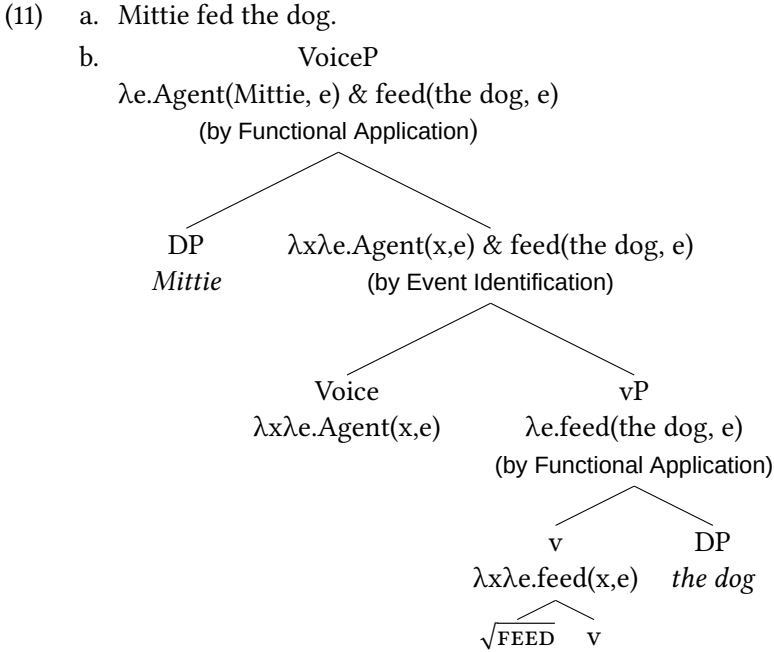 (11) a. Mittie fed the dog.
b. VoiceP
λe.Agent(Mittie, e) & feed(the dog, e)
(by Functional Application)
DP λxλe.Agent(x,e) & feed(the dog, e)
Mittie (by Event Identification)
Voice vP
λxλe.Agent(x,e) λe.feed(the dog, e)
(by Functional Application)
v DP
λxλe.feed(x,e) the dog
√FEED v